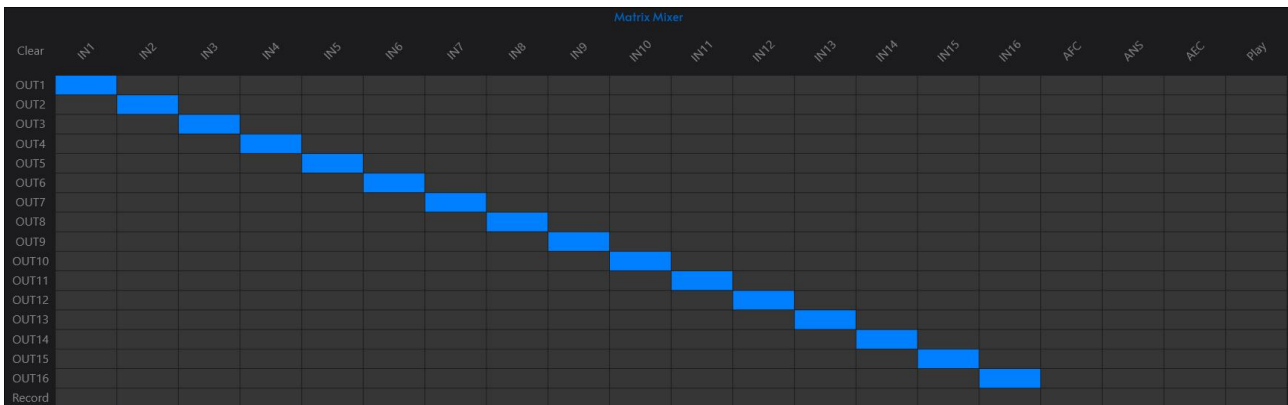 Matrix Mixer
Clear IN1 IN2 IN3 IN4 IN5 IN6 IN7 IN8 IN9 IN10 IN11 IN12 IN13 IN14 IN15 IN16 AFC ANS AEC Play
OUT1
OUT2
OUT3
OUT4
OUT5
OUT6
OUT7
OUT8
OUT9
OUT10
OUT11
OUT12
OUT13
OUT14
OUT15
OUT16
Record